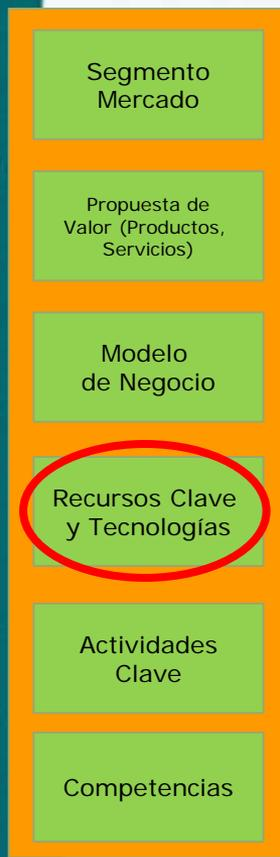 Segmento
Mercado
Propuesta de
Valor (Productos,
Servicios)
Modelo
de Negocio
Recursos Clave
y Tecnologías
Actividades
Clave
Competencias